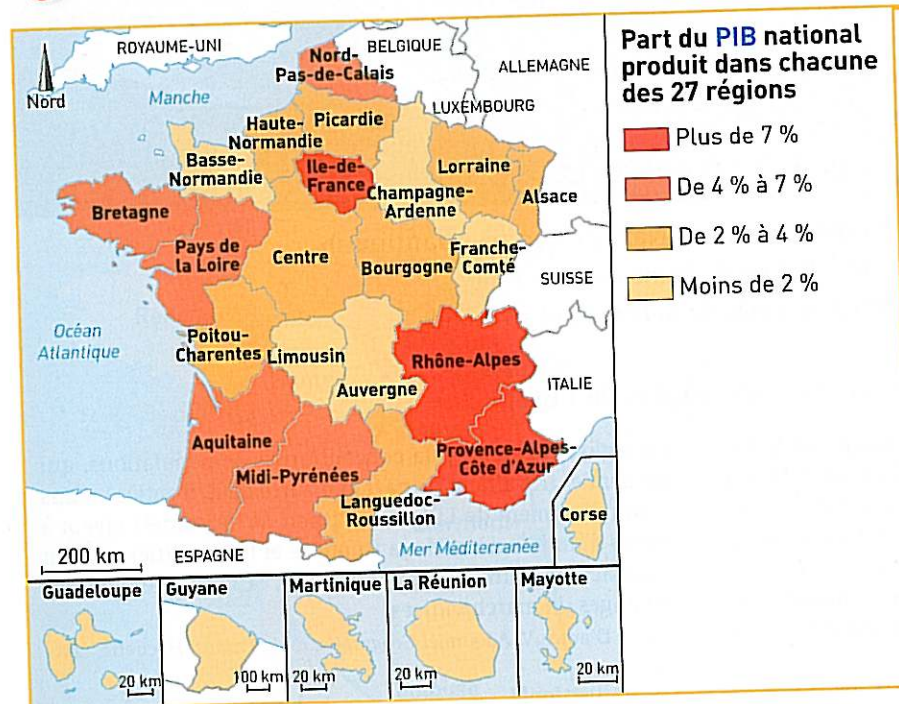 ROYAUME-UNI
BELGIQUE
Nord-
Pas-de-Calais
ALLEMAGNE
Nord
Manche
LUXEMBOURG
Haute-
Normandie
Picardie
Basse-
Normandie
Ile-de-
France
Lorraine
Champagne-
Ardenne
Alsace
Bretagne
Pays de
la Loire
Centre
Bourgogne
Franche-
Comté
SUISSE
Océan
Atlantique
Poitou-
Charentes
Limousin
Auvergne
Rhône-Alpes
ITALIE
Aquitaine
Midi-Pyrénées
Provence-Alpes-
Côte d'Azur
Languedoc-
Roussillon
Corse
200 km
ESPAGNE
Mer Méditerranée
Guadeloupe
20 km
Guyane
100 km
Martinique
20 km
La Réunion
20 km
Mayotte
20 km
Part du PIB national
produit dans chacune
des 27 régions
Plus de 7 %
De 4 % à 7 %
De 2 % à 4 %
Moins de 2 %